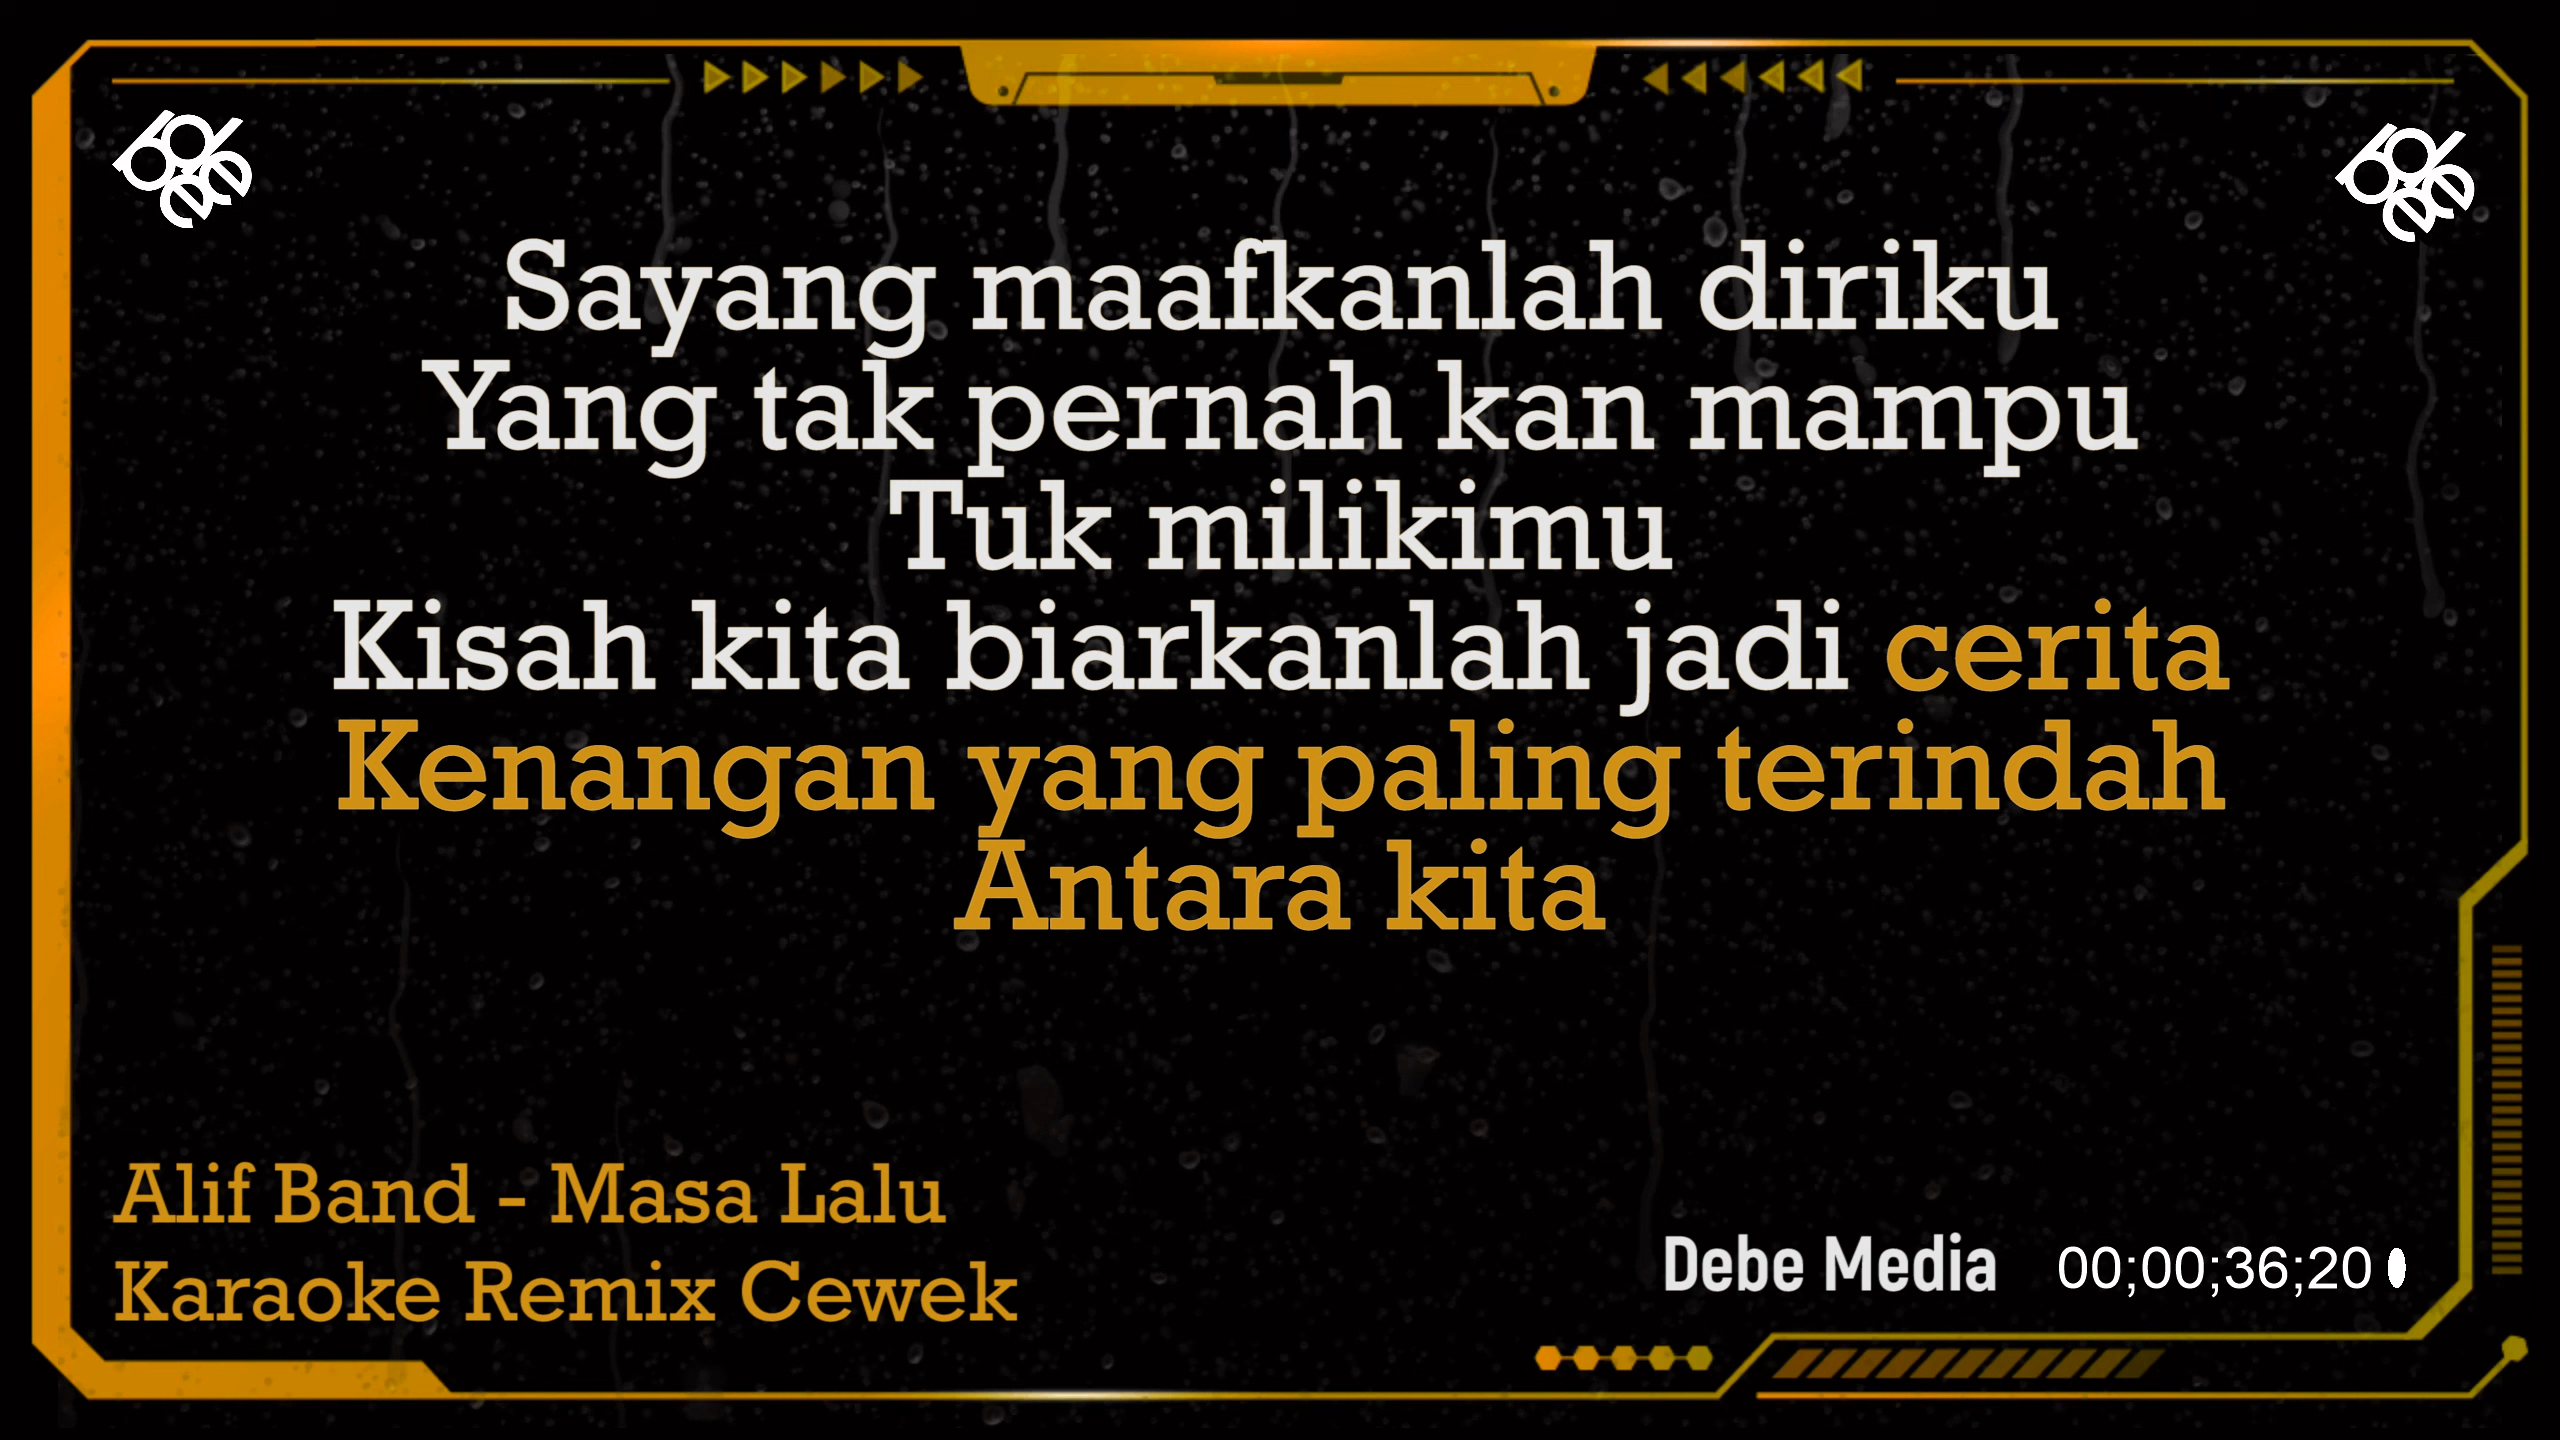 Sayang maafkanlah diriku
Yang tak pernah kan mampu
Tuk milikimu
Kisah kita biarkanlah jadi cerita
Kenangan yang paling terindah
Antara kita
Alif Band - Masa Lalu
Karaoke Remix Cewek
Debe Media 00;00;36;20